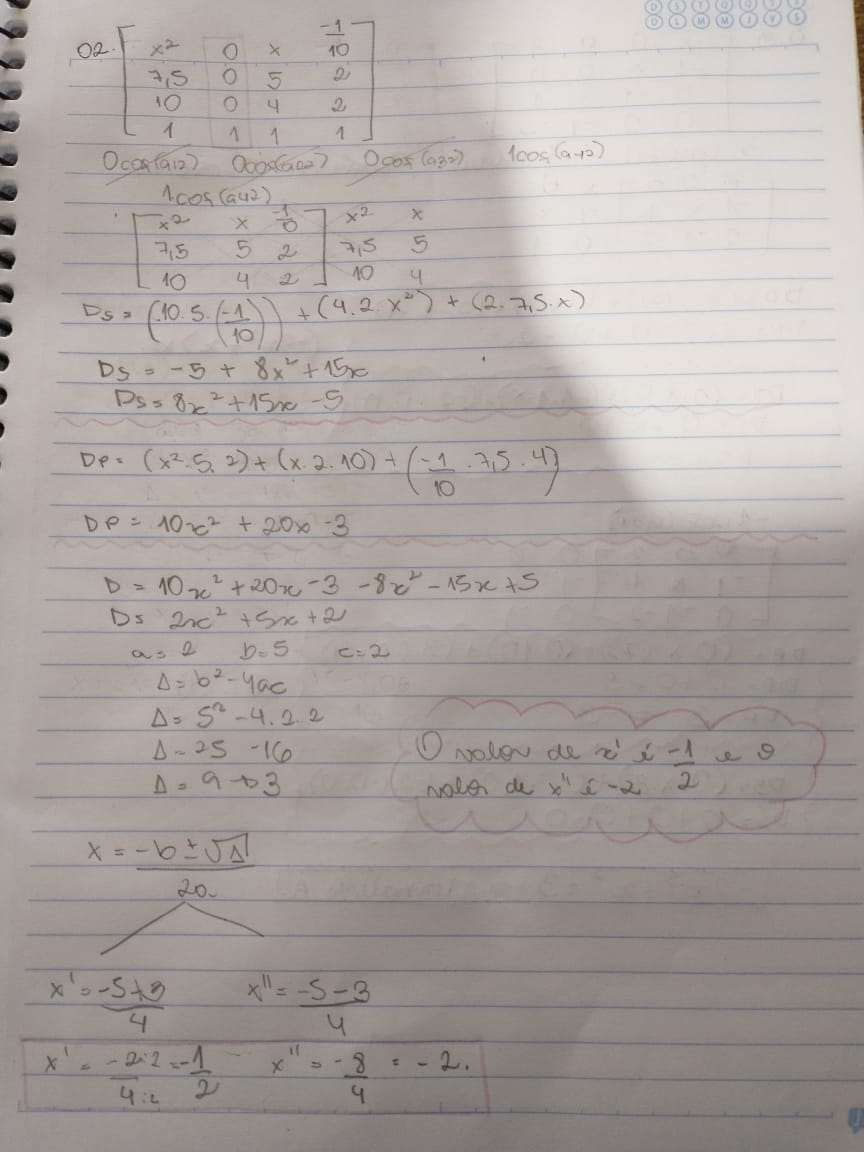 02. x² 0 x -1/10
7,5 0 5 2
10 0 4 2
1 1 1 1
0cof(a12) 0cof(a22) 0cof(a32) 1cof(a42)
1cof(a42)
x² x -1/10 x² x
7,5 5 2 7,5 5
10 4 2 10 4
Ds = (10.5.(-1/10)) + (4.2.x²) + (2.7,5.x)
Ds = -5 + 8x² + 15x
Ds = 8x² + 15x - 5
Dp = (x².5.2) + (x.2.10) + (-1/10 . 7,5 . 4)
Dp = 10x² + 20x - 3
D = 10x² + 20x - 3 - 8x² - 15x + 5
D = 2x² + 5x + 2
a = 2 b = 5 c = 2
Δ = b² - 4ac
Δ = 5² - 4.2.2
Δ = 25 - 16
Δ = 9 → 3
O valor de x' é -1/2 e o
valor de x'' é -2
x = -b ± √Δ / 2a
x' = -5+3/4 x'' = -5-3/4
x' = -2:2/4:2 = -1/2 x'' = -8/4 = -2.